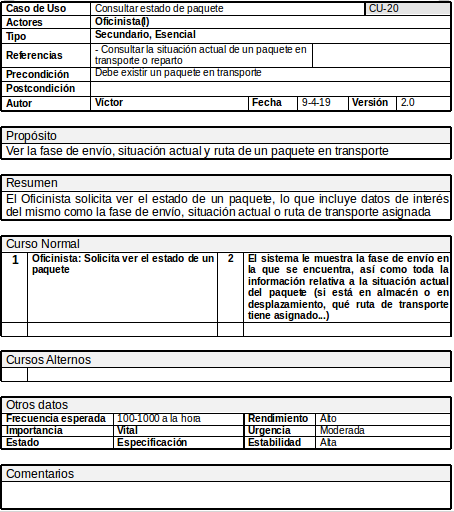 Caso de Uso Consultar estado de paquete CU-20
Actores Oficinista(I)
Tipo Secundario, Esencial
Referencias - Consultar la situación actual de un paquete en
transporte o reparto
Precondición Debe existir un paquete en transporte
Postcondición
Autor Víctor Fecha 9-4-19 Versión 2.0
Propósito
Ver la fase de envío, situación actual y ruta de un paquete en transporte
Resumen
El Oficinista solicita ver el estado de un paquete, lo que incluye datos de interés
del mismo como la fase de envío, situación actual o ruta de transporte asignada
Curso Normal
1 Oficinista: Solicita ver el estado de un
paquete
2 El sistema le muestra la fase de envío en
la que se encuentra, así como toda la
información relativa a la situación actual
del paquete (si está en almacén o en
desplazamiento, qué ruta de transporte
tiene asignado...)
Cursos Alternos
Otros datos
Frecuencia esperada 100-1000 a la hora Rendimiento Alto
Importancia Vital Urgencia Moderada
Estado Especificación Estabilidad Alta
Comentarios